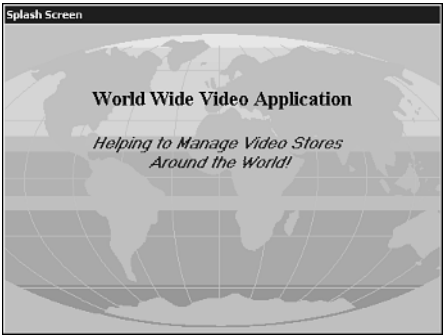 Splash Screen
World Wide Video Application
Helping to Manage Video Stores
Around the World!